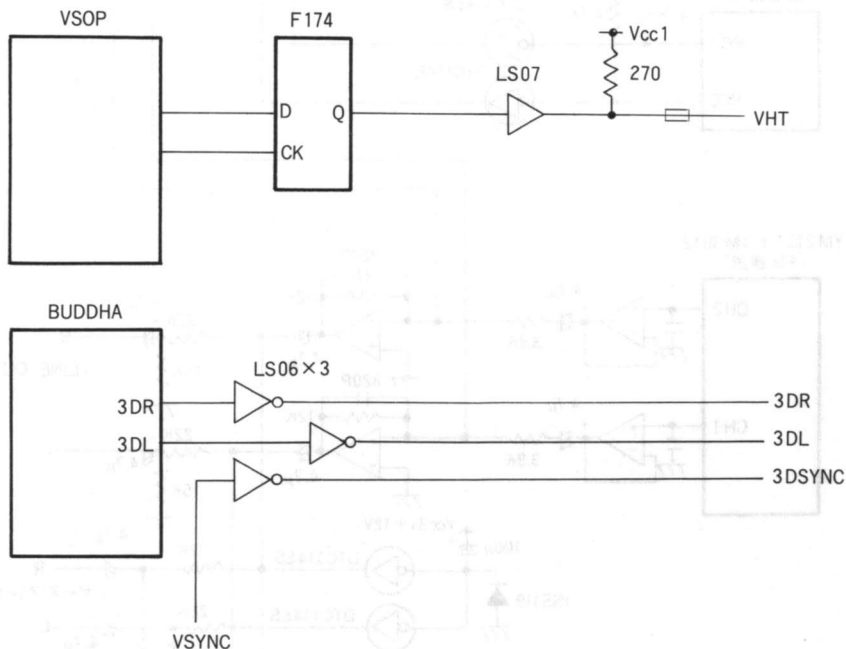 VSOP
F174
Vcc1
LS07
270
D
Q
VHT
CK
BUDDHA
LS06×3
3DR
3DR
3DL
3DL
3DSYNC
VSYNC